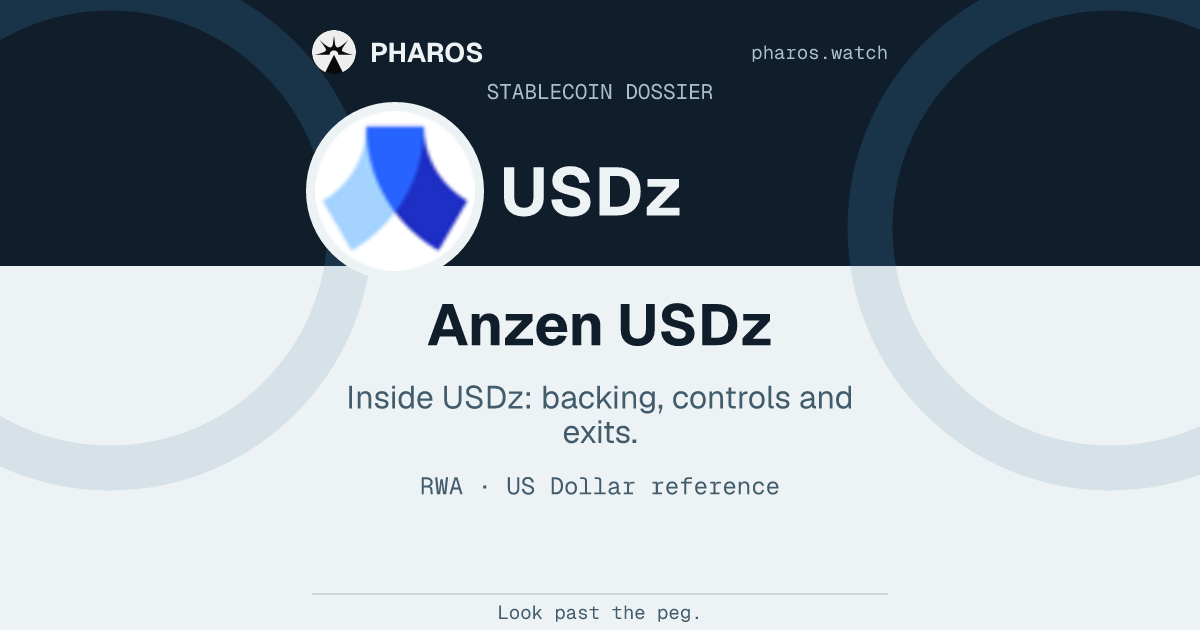 PHAROS
pharos.watch
STABLECOIN DOSSIER
USDz
Anzen USDz
Inside USDz: backing, controls and
exits.
RWA · US Dollar reference
Look past the peg.